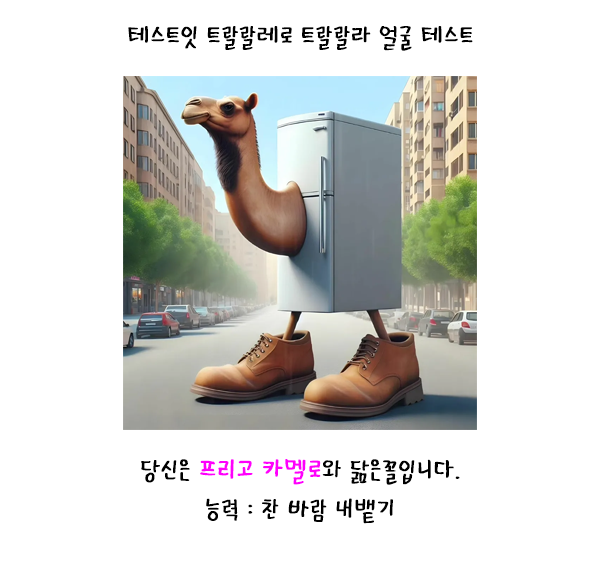 테스트잇 트랄랄레로 트랄랄라 얼굴 테스트
당신은 프리고 카멜로와 닮은꼴입니다.
능력 : 찬 바람 내뱉기